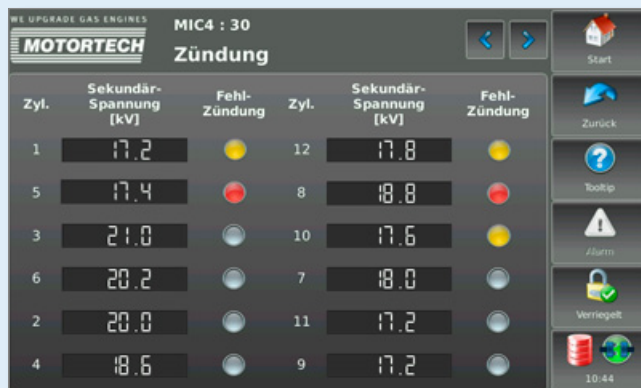 WE UPGRADE GAS ENGINES
MOTORTECH
MIC4 : 30
Zündung
Zyl. Sekundär-Spannung [kV] Fehl-Zündung Zyl. Sekundär-Spannung [kV] Fehl-Zündung
1 17.2 12 17.8
5 17.4 8 18.8
3 21.0 10 17.6
6 20.2 7 18.0
2 20.0 11 17.2
4 18.6 9 17.2
Start
Zurück
Tooltip
Alarm
Verriegelt
10:44